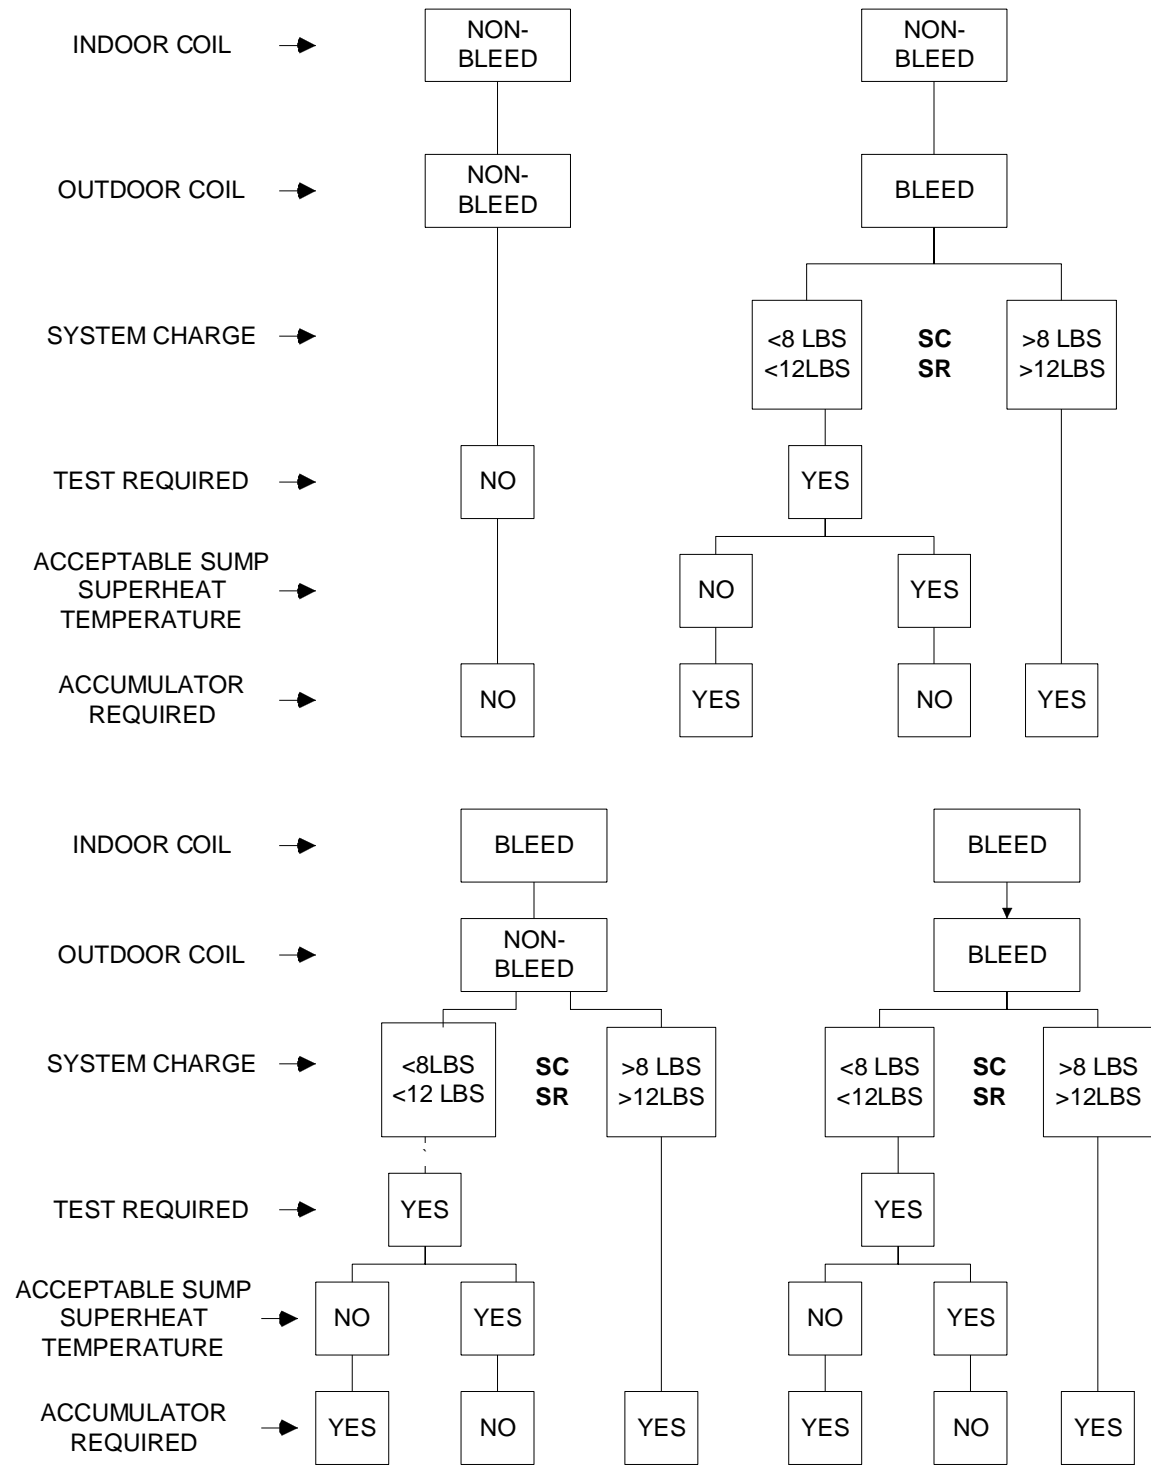 INDOOR COIL
NON-
BLEED
NON-
BLEED
OUTDOOR COIL
NON-
BLEED
BLEED
SYSTEM CHARGE
<8 LBS
<12LBS
SC
SR
>8 LBS
>12LBS
TEST REQUIRED
NO
YES
ACCEPTABLE SUMP
SUPERHEAT
TEMPERATURE
NO
YES
ACCUMULATOR
REQUIRED
NO
YES
NO
YES
INDOOR COIL
BLEED
BLEED
OUTDOOR COIL
NON-
BLEED
BLEED
SYSTEM CHARGE
<8LBS
<12 LBS
SC
SR
>8 LBS
>12LBS
<8 LBS
<12LBS
SC
SR
>8 LBS
>12LBS
TEST REQUIRED
YES
YES
ACCEPTABLE SUMP
SUPERHEAT
TEMPERATURE
NO
YES
NO
YES
ACCUMULATOR
REQUIRED
YES
NO
YES
YES
NO
YES